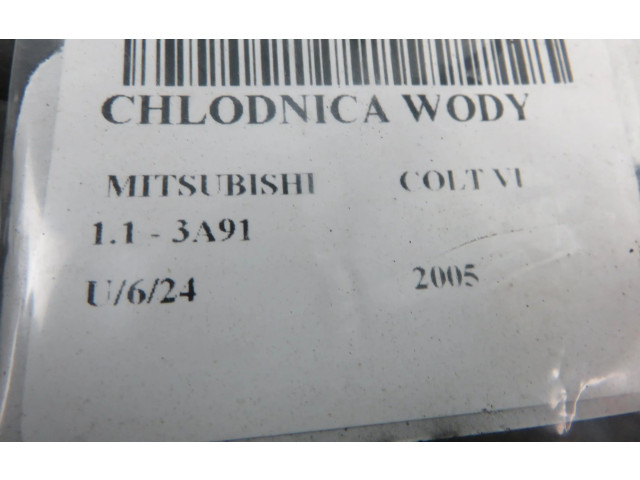 CHLODNICA WODY
MITSUBISHI COLT VI
1.1 - 3A91
U/6/24 2005